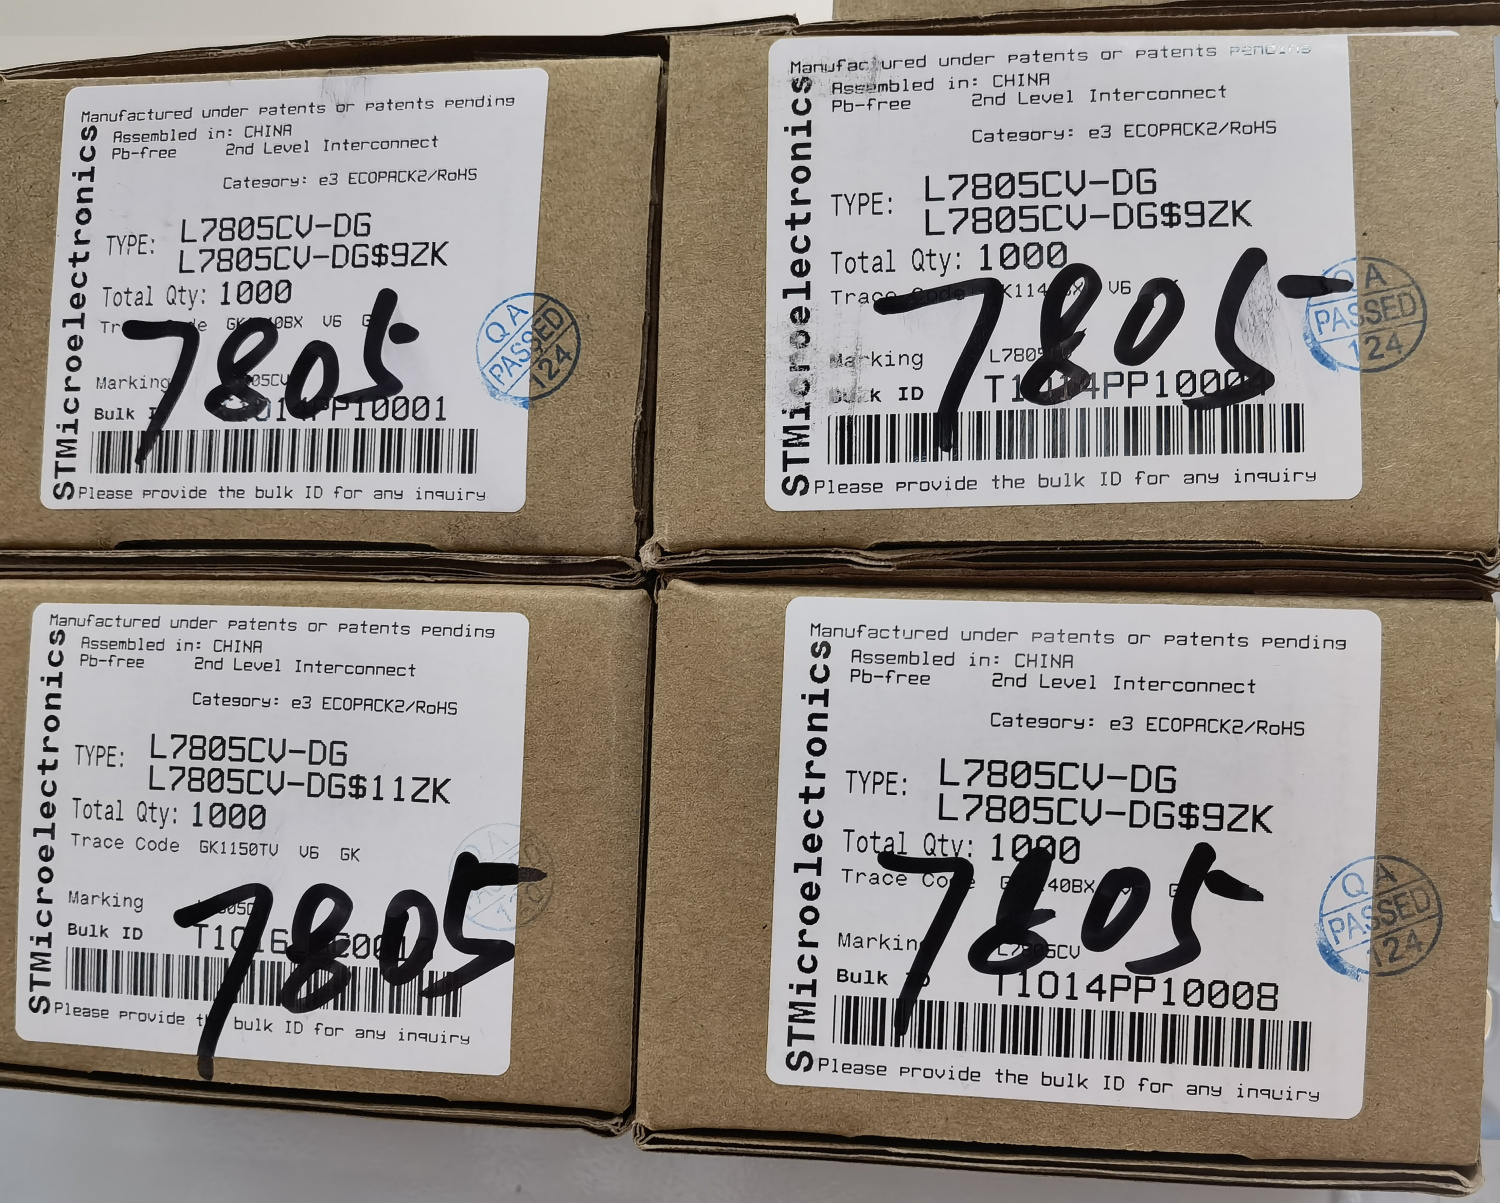 Manufactured under patents or patents pending
Assembled in: CHINA
Pb-free 2nd Level Interconnect
Category: e3 ECOPACK2/RoHS
TYPE: L7805CV-DG
L7805CV-DG$9ZK
Total Qty: 1000
V6
Marking
Bulk
7805
Please provide the bulk ID for any inquiry
STMicroelectronics
QA
PASSED
124
Manufactured under patents or patents pending
Assembled in: CHINA
Pb-free 2nd Level Interconnect
Category: e3 ECOPACK2/RoHS
TYPE: L7805CV-DG
L7805CV-DG$9ZK
Total Qty: 1000
Trace Code V6
Marking
ID
7805
Please provide the bulk ID for any inquiry
STMicroelectronics
QA
PASSED
124
Manufactured under patents or patents pending
Assembled in: CHINA
Pb-free 2nd Level Interconnect
Category: e3 ECOPACK2/RoHS
TYPE: L7805CV-DG
L7805CV-DG$11ZK
Total Qty: 1000
Trace Code GK1150TV V6 GK
Marking
Bulk ID
7805
Please provide the bulk ID for any inquiry
STMicroelectronics
Manufactured under patents or patents pending
Assembled in: CHINA
Pb-free 2nd Level Interconnect
Category: e3 ECOPACK2/RoHS
TYPE: L7805CV-DG
L7805CV-DG$9ZK
Total Qty: 1000
Trace Code
Marking L7805CV
Bulk ID T1014PP10008
7805
Please provide the bulk ID for any inquiry
STMicroelectronics
QA
PASSED
124